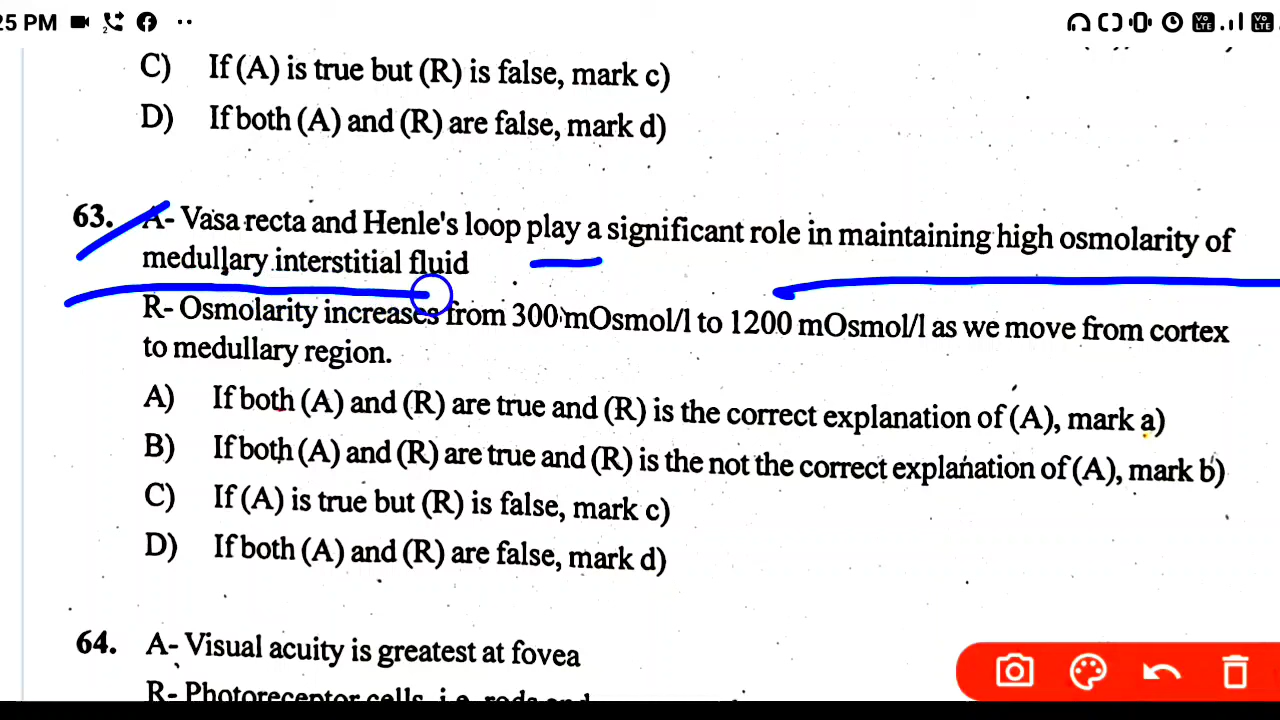 25 PM
C) If (A) is true but (R) is false, mark c)
D) If both (A) and (R) are false, mark d)
63. A- Vasa recta and Henle's loop play a significant role in maintaining high osmolarity of
medullary interstitial fluid
R- Osmolarity increases from 300 mOsmol/l to 1200 mOsmol/l as we move from cortex
to medullary region.
A) If both (A) and (R) are true and (R) is the correct explanation of (A), mark a)
B) If both (A) and (R) are true and (R) is the not the correct explanation of (A), mark b)
C) If (A) is true but (R) is false, mark c)
D) If both (A) and (R) are false, mark d)
64. A- Visual acuity is greatest at fovea
R- Photoreceptor cells, i.e. rods and